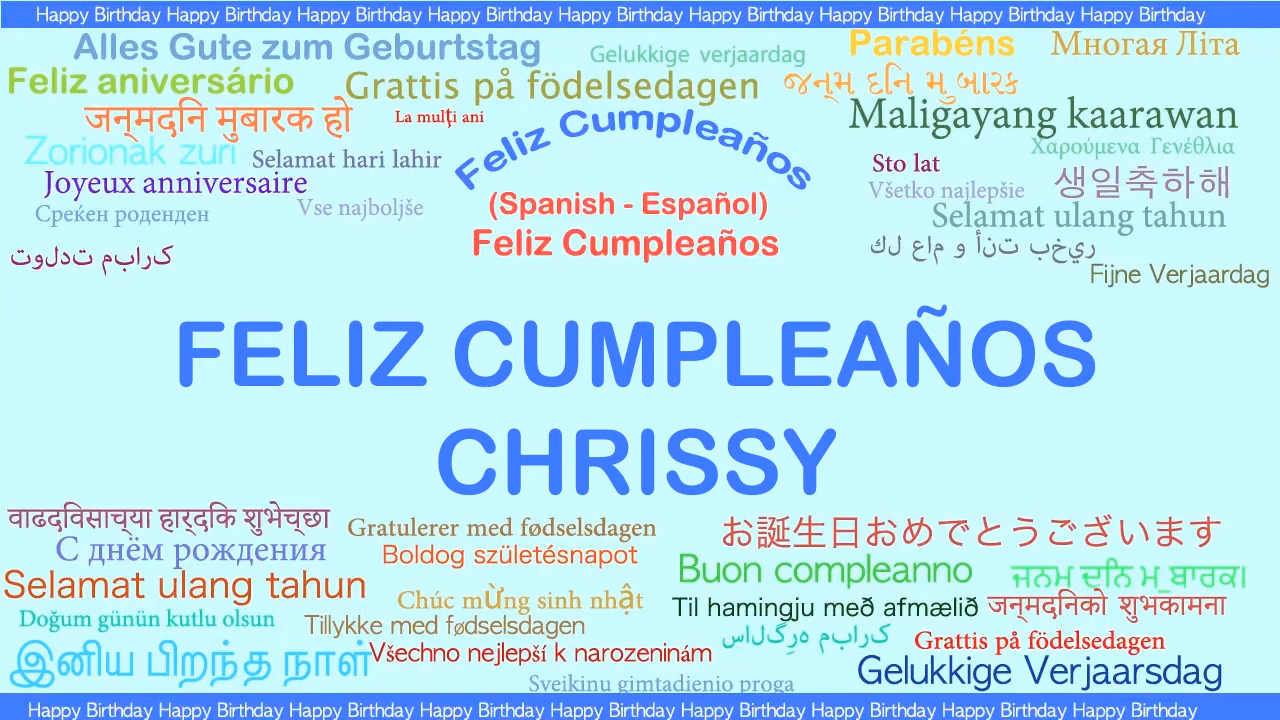 Happy Birthday Happy Birthday Happy Birthday Happy Birthday Happy Birthday Happy Birthday Happy Birthday Happy Birthday Happy Birthday
Alles Gute zum Geburtstag
Gelukkige verjaardag
Parabéns
Многая Літа
Feliz aniversário
Grattis på födelsedagen
જન્મ દિન મુબારક
जन्मदिन मुबारक हो
La mulţi ani
Feliz Cumpleaños
Maligayang kaarawan
Zorionak zuri
Selamat hari lahir
Sto lat
Χαρούμενα Γενέθλια
Joyeux anniversaire
(Spanish - Español)
Všetko najlepšie
생일축하해
Среќен роденден
Vse najboljše
Feliz Cumpleaños
Selamat ulang tahun
تولدت مبارک
كل عام و أنت بخير
Fijne Verjaardag
FELIZ CUMPLEAÑOS
CHRISSY
वाढदिवसाच्या हार्दिक शुभेच्छा
Gratulerer med fødselsdagen
お誕生日おめでとうございます
С днём рождения
Boldog születésnapot
Buon compleanno
ਜਨਮ ਦਿਨ ਮੁਬਾਰਕ।
Selamat ulang tahun
Chúc mừng sinh nhật
Til hamingju með afmælið
जन्मदिनको शुभकामना
Doğum günün kutlu olsun
Tillykke med fødselsdagen
سالگرہ مبارک
Grattis på födelsedagen
இனிய பிறந்த நாள்
Všechno nejlepší k narozeninám
Gelukkige Verjaarsdag
Sveikinu gimtadienio proga
Happy Birthday Happy Birthday Happy Birthday Happy Birthday Happy Birthday Happy Birthday Happy Birthday Happy Birthday Happy Birthday